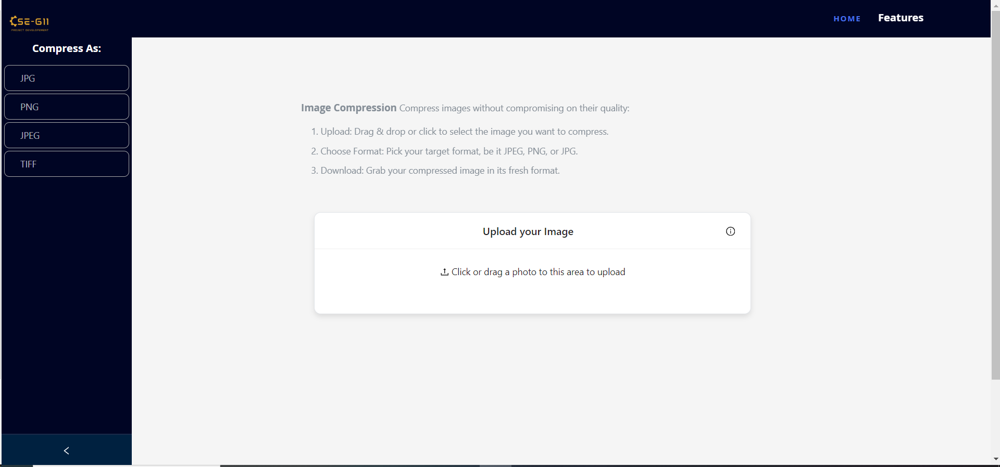 CSE-G11
PROJECT DEVELOPEMENT
HOME
Features
Compress As:
JPG
PNG
JPEG
TIFF
Image Compression Compress images without compromising on their quality:
1. Upload: Drag & drop or click to select the image you want to compress.
2. Choose Format: Pick your target format, be it JPEG, PNG, or JPG.
3. Download: Grab your compressed image in its fresh format.
Upload your Image
Click or drag a photo to this area to upload